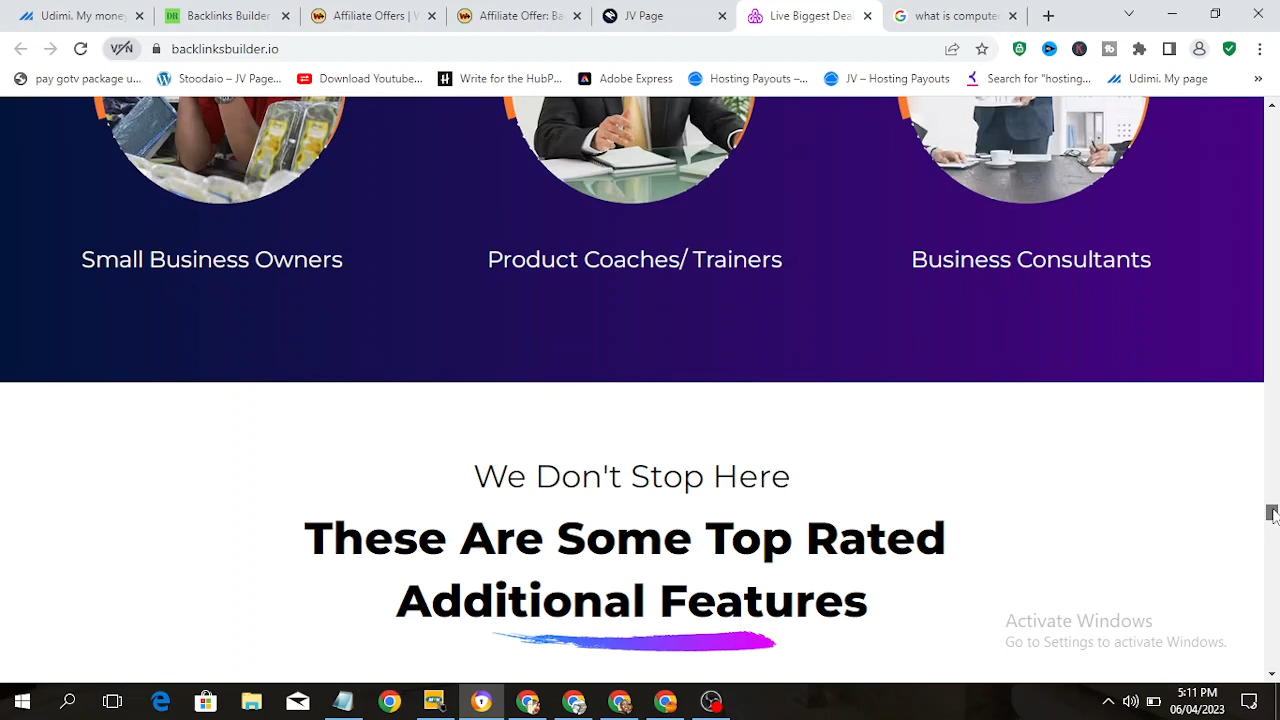 Udimi. My money
Backlinks Builder
Affiliate Offers | V
Affiliate Offer: Ba
JV Page
Live Biggest Dea
what is compute
VPN
backlinksbuilder.io
pay gotv package u...
Stoodaio – JV Page...
Download Youtube...
Write for the HubP...
Adobe Express
Hosting Payouts –...
JV – Hosting Payouts
Search for "hosting...
Udimi. My page
Small Business Owners
Product Coaches/ Trainers
Business Consultants
We Don't Stop Here
These Are Some Top Rated
Additional Features
Activate Windows
Go to Settings to activate Windows.
5:11 PM
06/04/2023